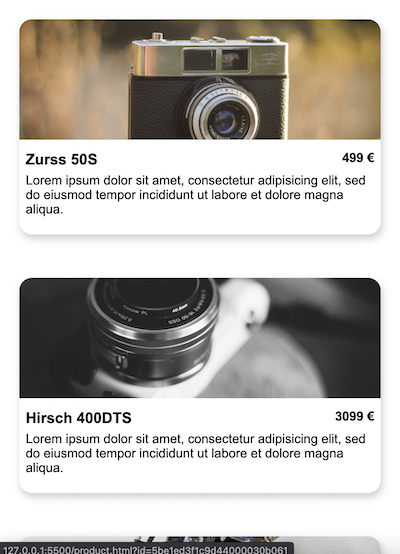 Zurss 50S 499 €
Lorem ipsum dolor sit amet, consectetur adipisicing elit, sed
do eiusmod tempor incididunt ut labore et dolore magna
aliqua.
Hirsch 400DTS 3099 €
Lorem ipsum dolor sit amet, consectetur adipisicing elit, sed
do eiusmod tempor incididunt ut labore et dolore magna
aliqua.
127.0.0.1:5500/product.html?id=5be1ed3f1c9d44000030b061